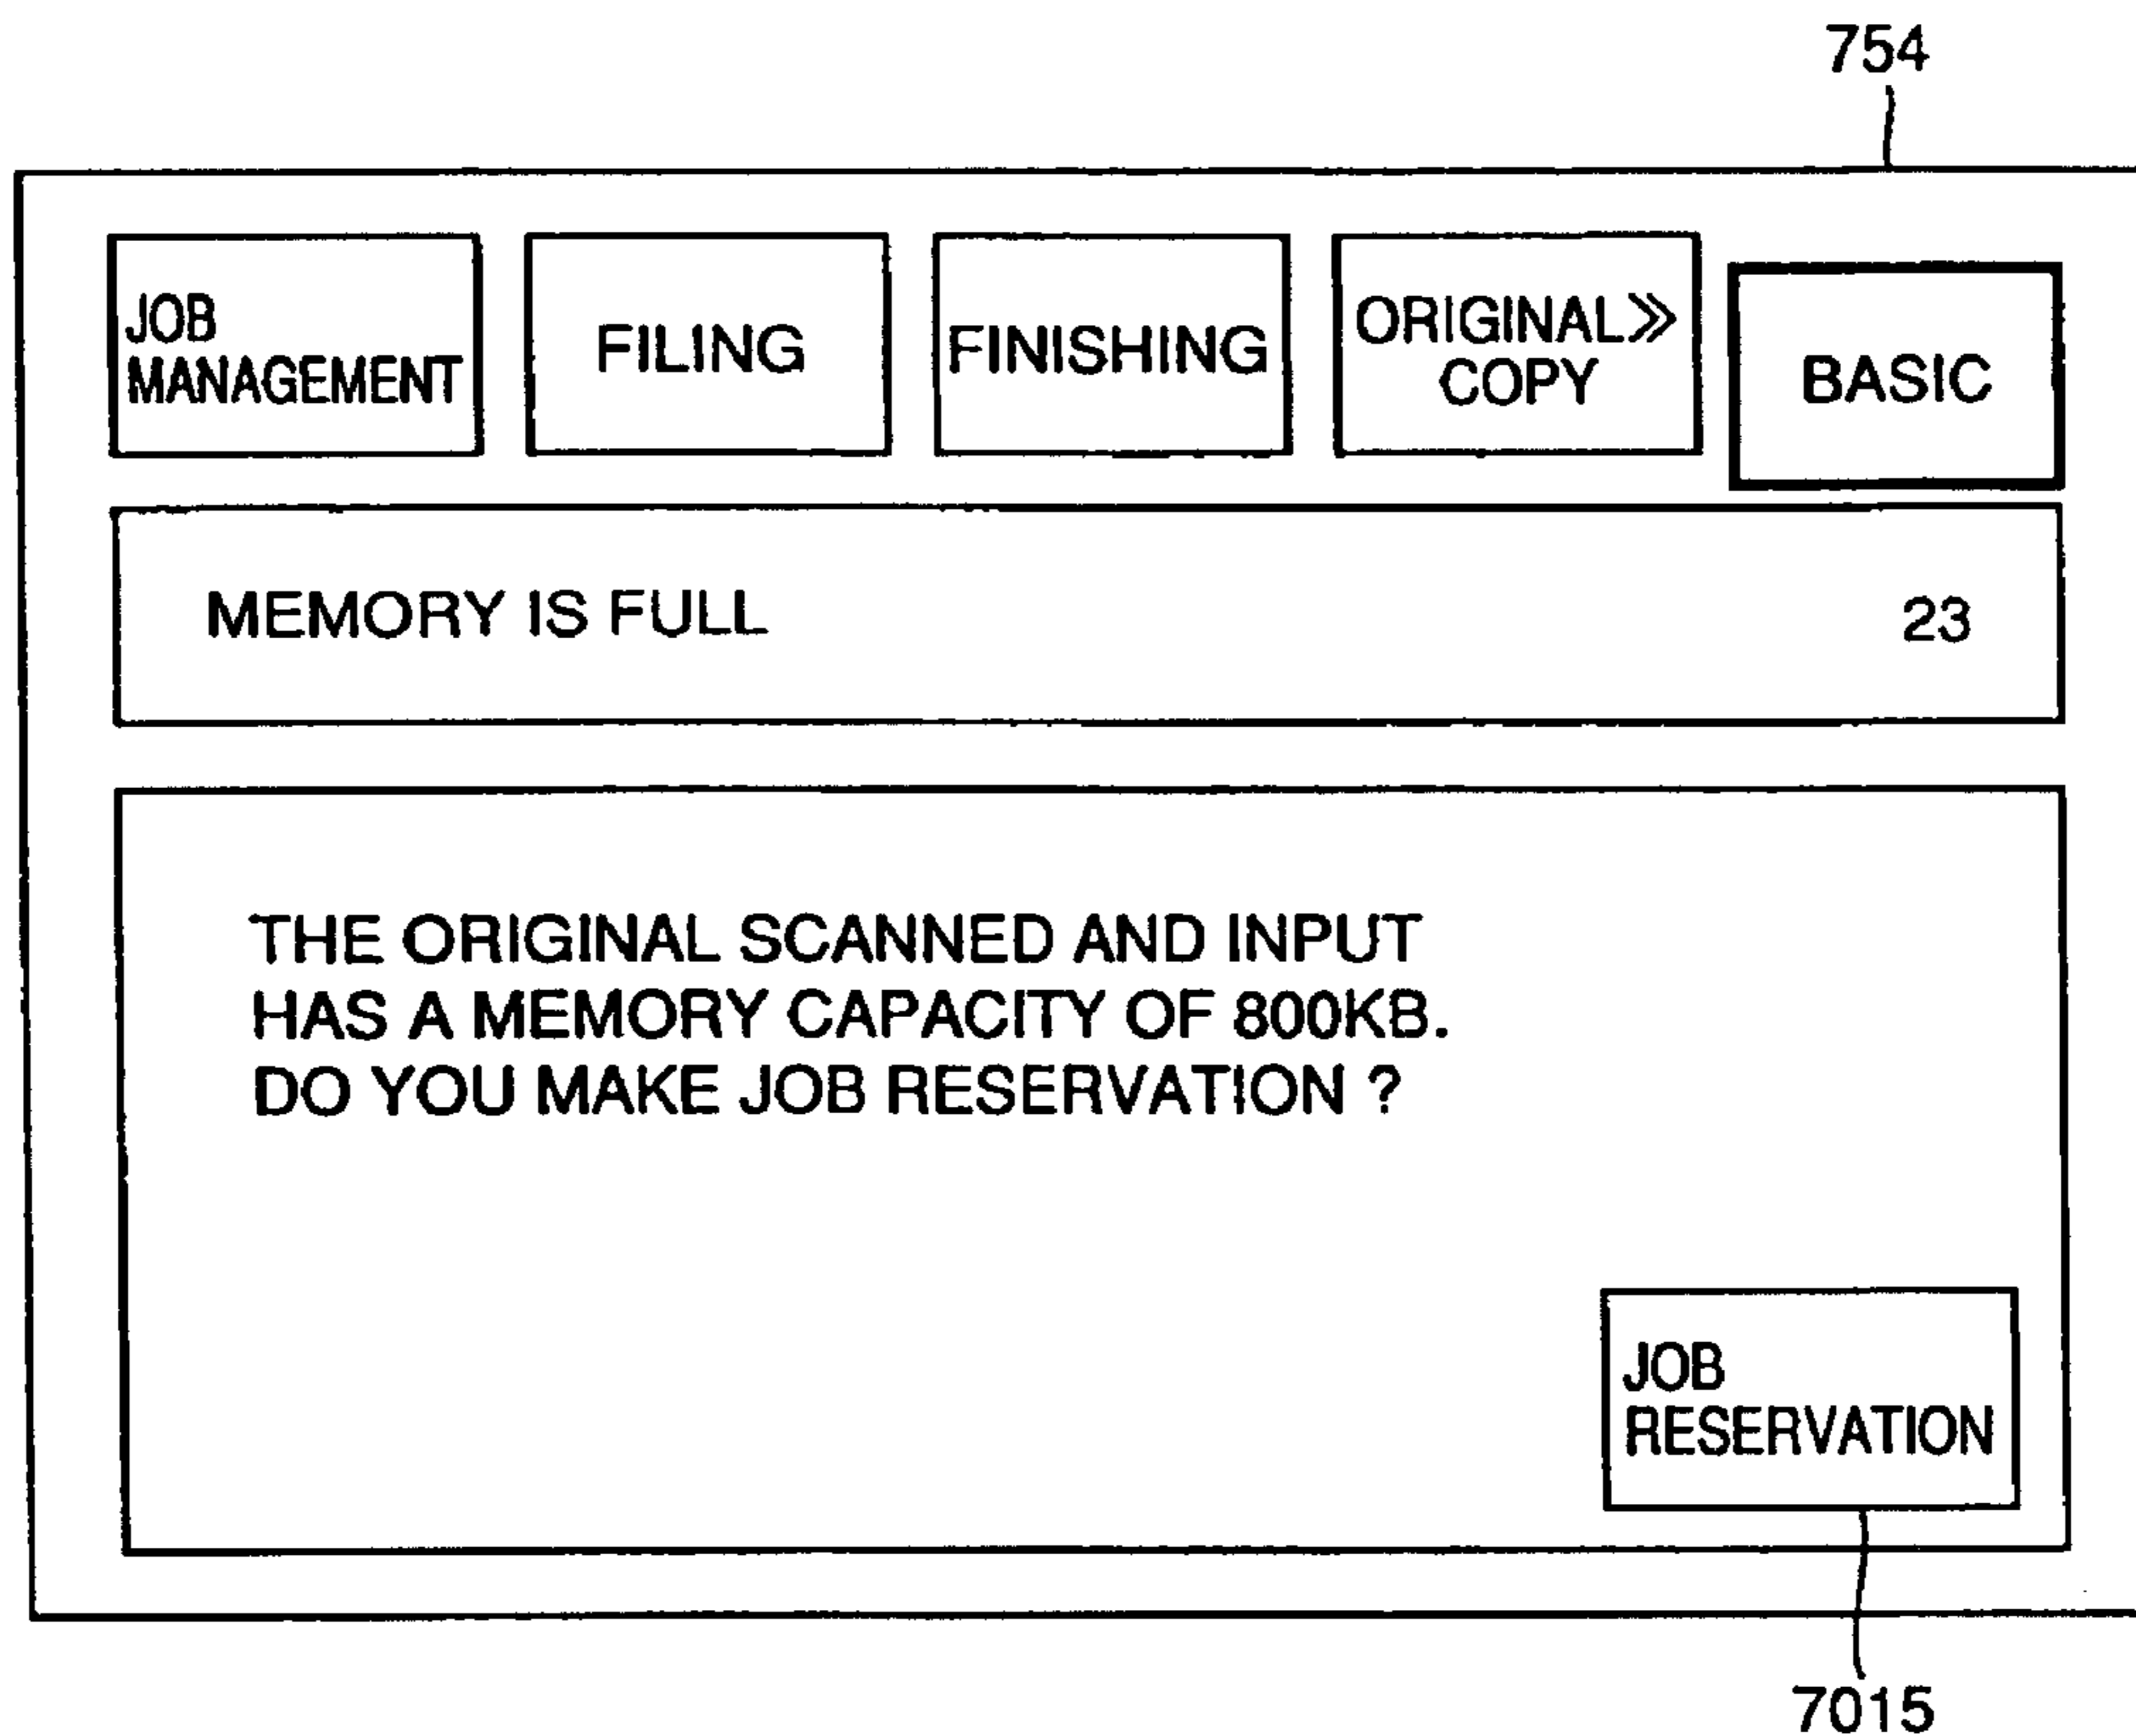 754
JOB
MANAGEMENT
FILING
FINISHING
ORIGINAL»
COPY
BASIC
MEMORY IS FULL 23
THE ORIGINAL SCANNED AND INPUT
HAS A MEMORY CAPACITY OF 800KB.
DO YOU MAKE JOB RESERVATION ?
JOB
RESERVATION
7015